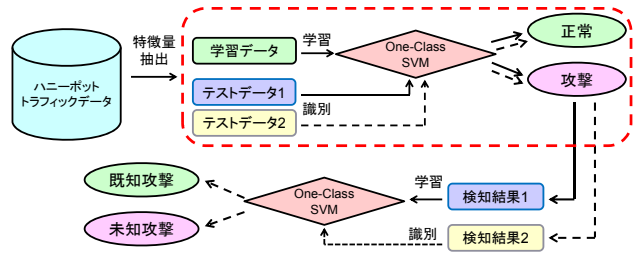 特徴量
抽出
ハニーポット
トラフィックデータ
学習データ
学習
One-Class
SVM
正常
攻撃
テストデータ1
テストデータ2
識別
既知攻撃
未知攻撃
One-Class
SVM
学習
検知結果1
識別
検知結果2